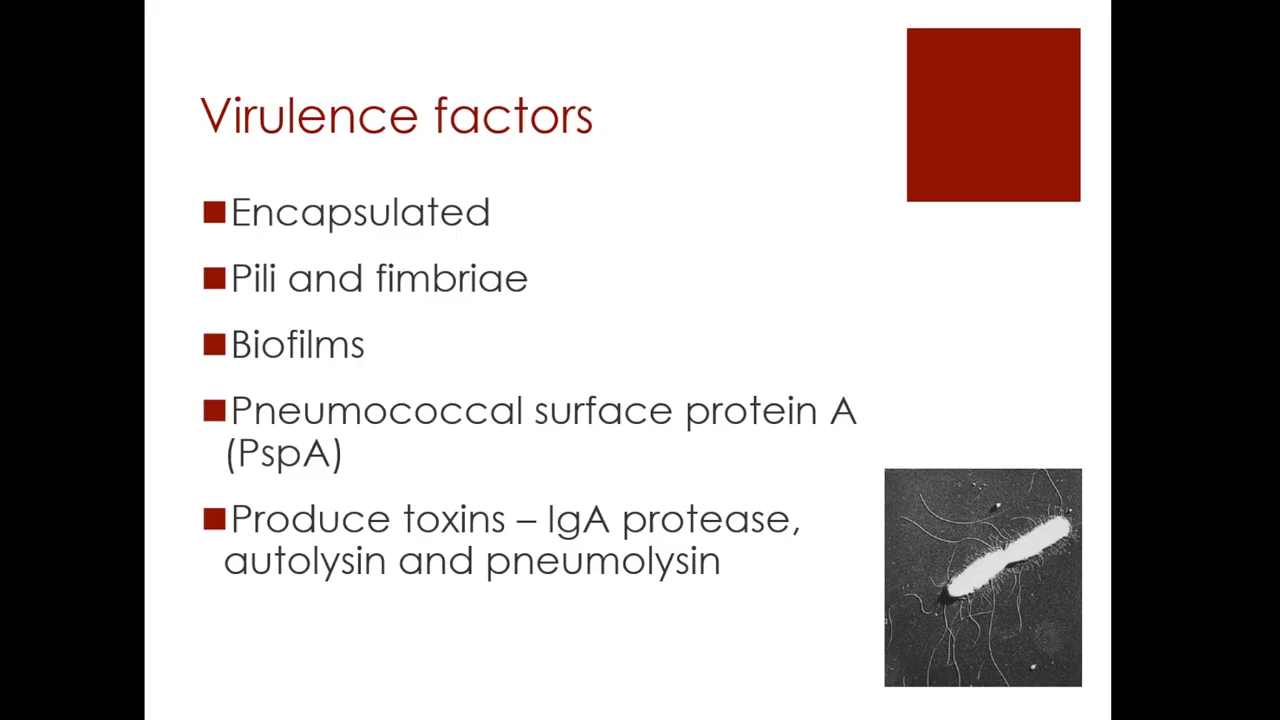 Virulence factors
Encapsulated
Pili and fimbriae
Biofilms
Pneumococcal surface protein A
(PspA)
Produce toxins – IgA protease,
autolysin and pneumolysin